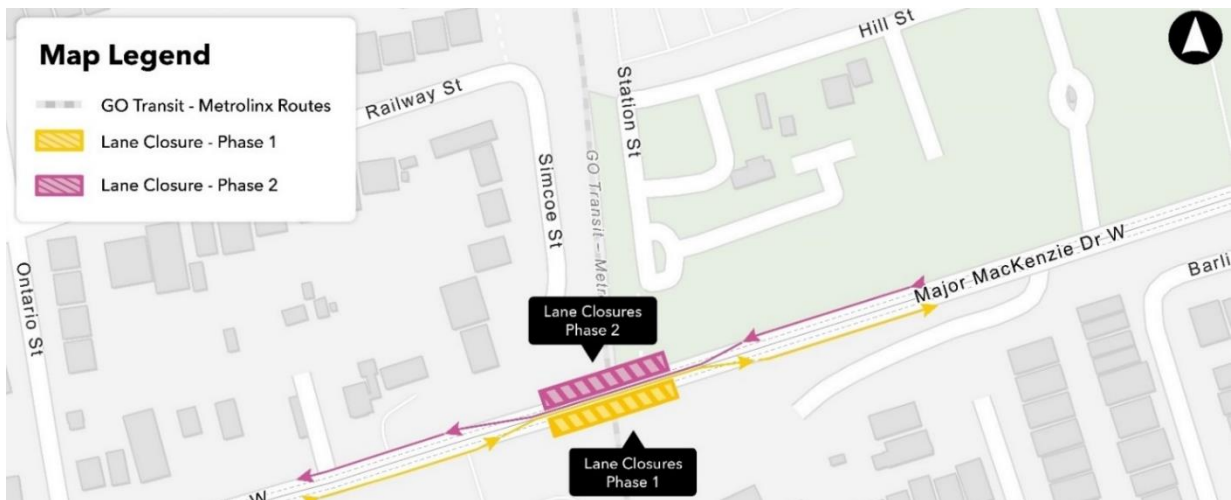 Map Legend
GO Transit - Metrolinx Routes
Lane Closure - Phase 1
Lane Closure - Phase 2
Hill St
Railway St
Station St
Simcoe St
GO Transit – Metr
Ontario St
Major MacKenzie Dr W
Barli
Lane Closures
Phase 2
Lane Closures
Phase 1
W